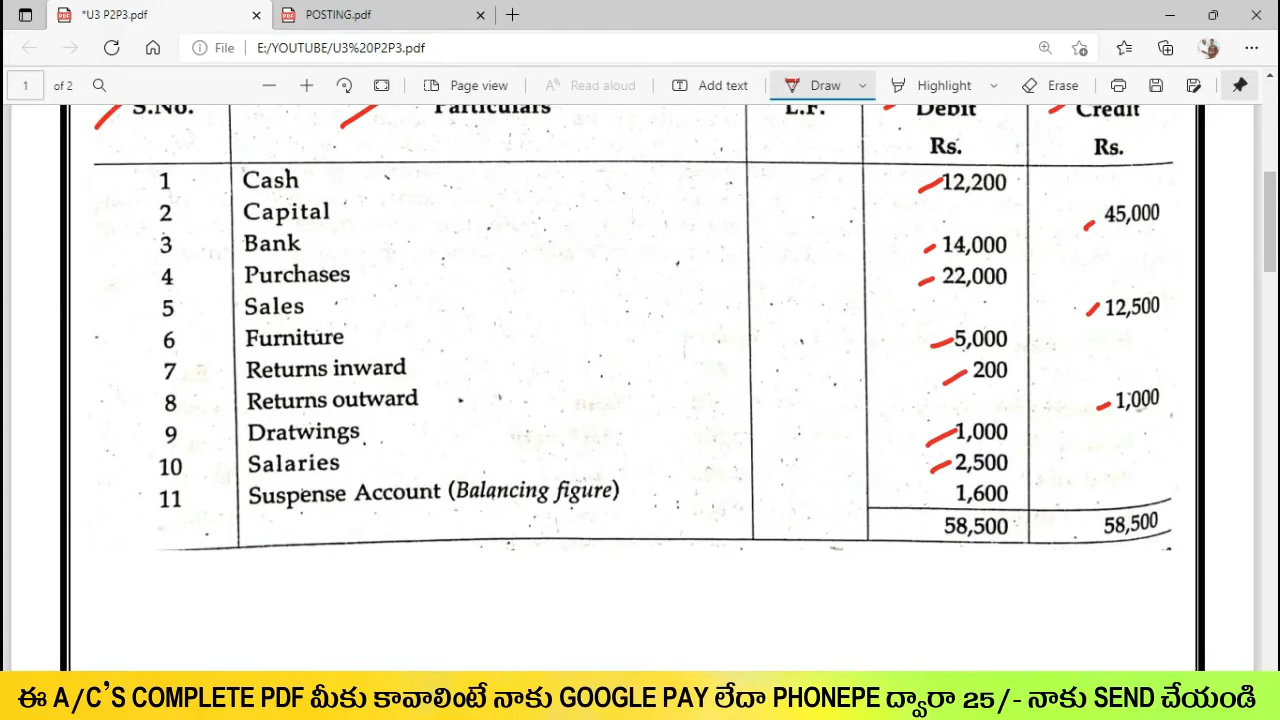 *U3 P2P3.pdf
POSTING.pdf
File E:/YOUTUBE/U3%20P2P3.pdf
1 of 2 Page view Read aloud Add text Draw Highlight Erase
S.No. Particulars L.F. Debit Rs. Credit Rs.
1 Cash 12,200
2 Capital 45,000
3 Bank 14,000
4 Purchases 22,000
5 Sales 12,500
6 Furniture 5,000
7 Returns inward 200
8 Returns outward 1,000
9 Dratwings 1,000
10 Salaries 2,500
11 Suspense Account (Balancing figure) 1,600
58,500 58,500
ఈ A/C'S COMPLETE PDF మీకు కావాలింటే నాకు GOOGLE PAY లేదా PHONEPE ద్వారా 25/- నాకు SEND చేయండి